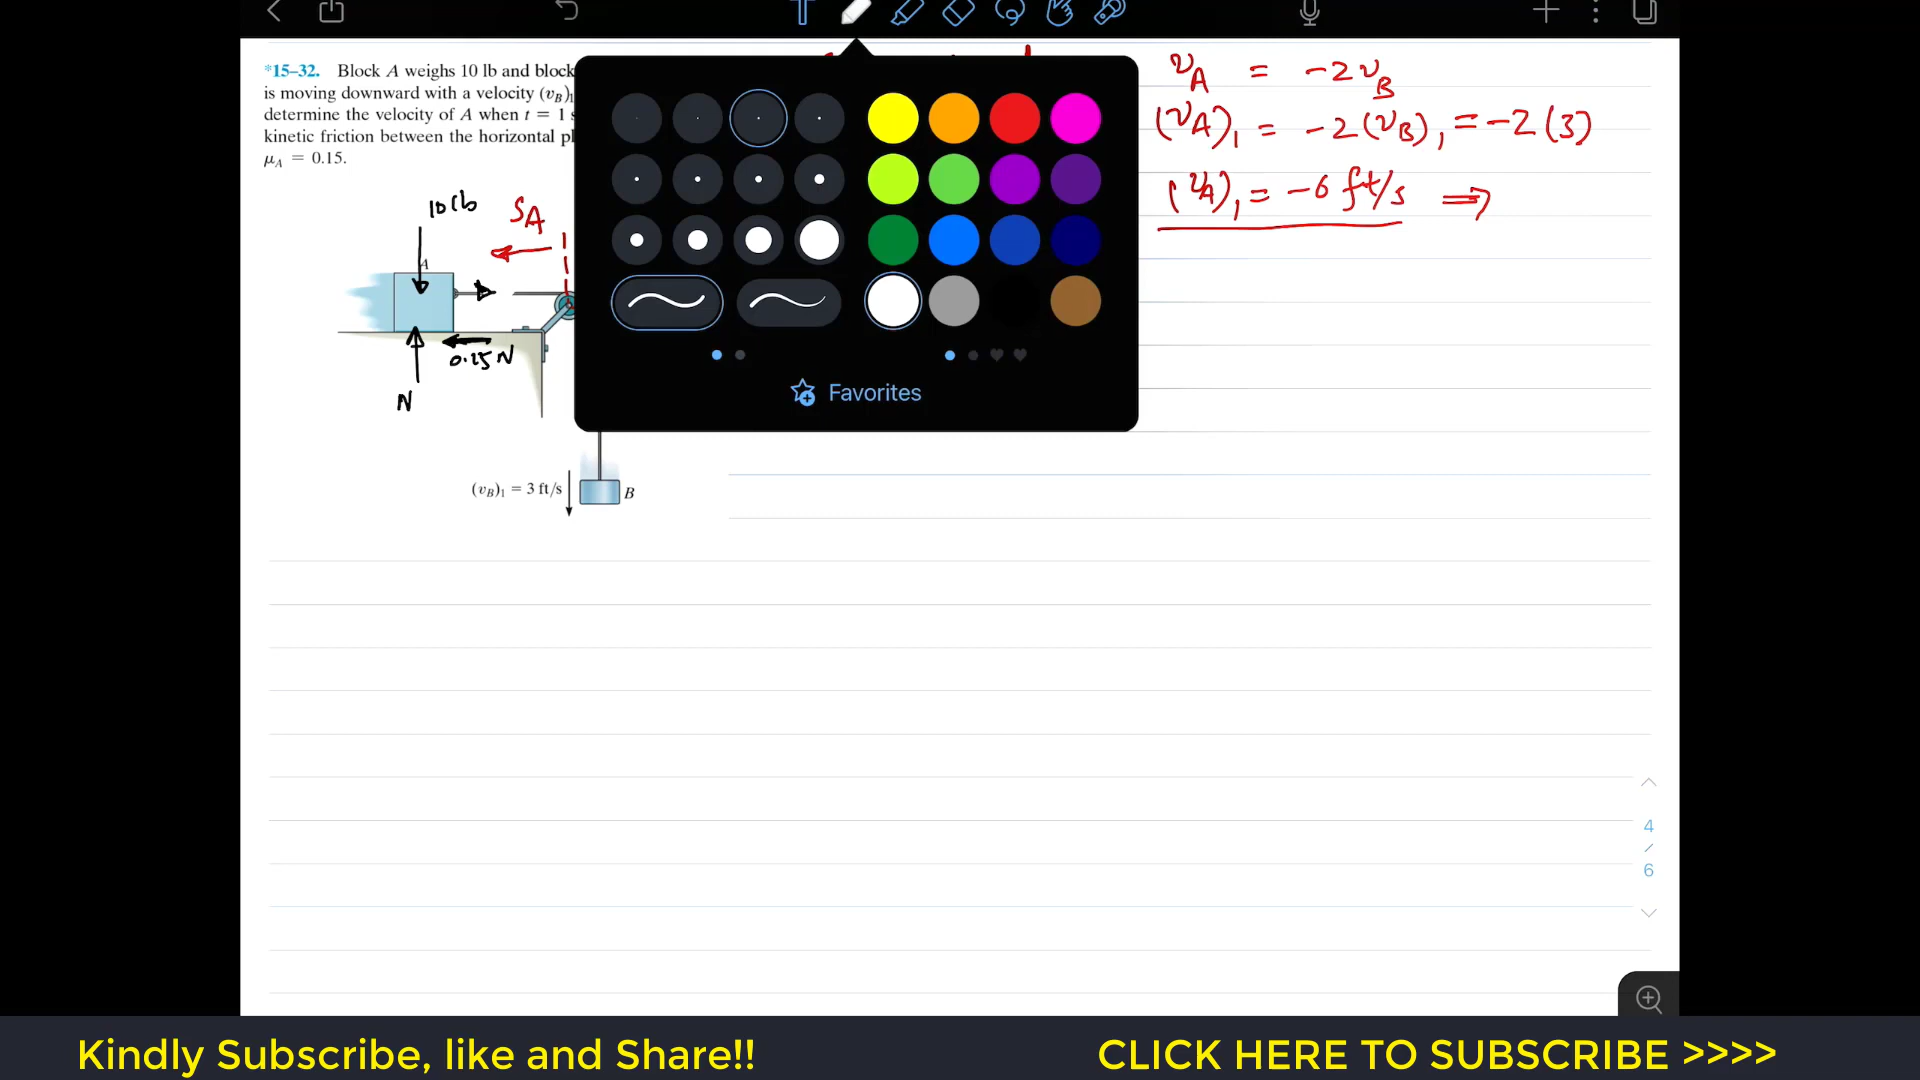 *15–32. Block A weighs 10 lb and block
is moving downward with a velocity (vB)1
determine the velocity of A when t = 1 s
kinetic friction between the horizontal pl
μA = 0.15.
vA = -2vB
(vA)1 = -2(vB)1 = -2(3)
(vA)1 = -6 ft/s ⇒
10 lb
SA
A
0.25N
N
Favorites
(vB)1 = 3 ft/s
B
4
/
6
Kindly Subscribe, like and Share!!
CLICK HERE TO SUBSCRIBE >>>>